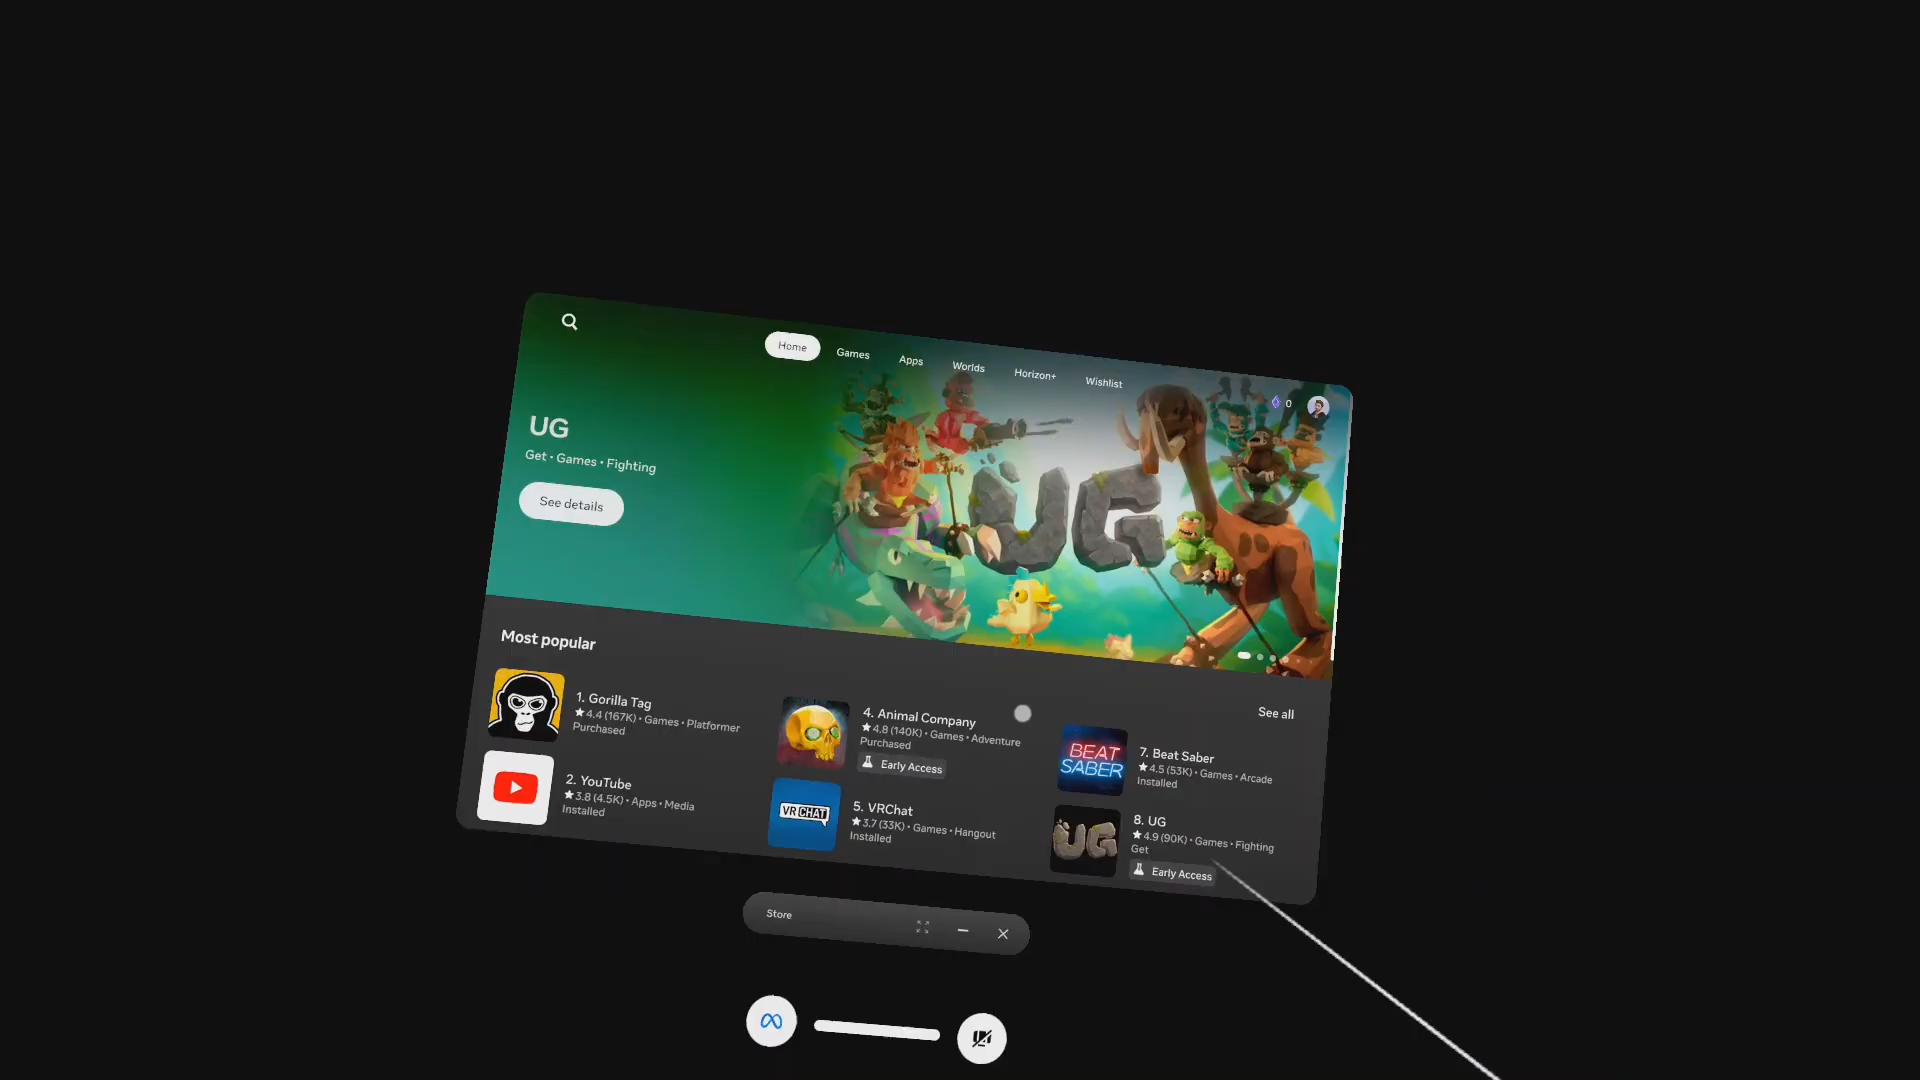 Home
Games
Apps
Worlds
Horizon+
Wishlist
0
UG
Get • Games • Fighting
See details
UG
Most popular
See all
1. Gorilla Tag
4.4 (167K) • Games • Platformer
Purchased
2. YouTube
3.8 (4.5K) • Apps • Media
Installed
4. Animal Company
4.8 (140K) • Games • Adventure
Purchased
Early Access
VRCHAT
5. VRChat
3.7 (33K) • Games • Hangout
Installed
BEAT
SABER
7. Beat Saber
4.5 (53K) • Games • Arcade
Installed
UG
8. UG
4.9 (90K) • Games • Fighting
Get
Early Access
Store